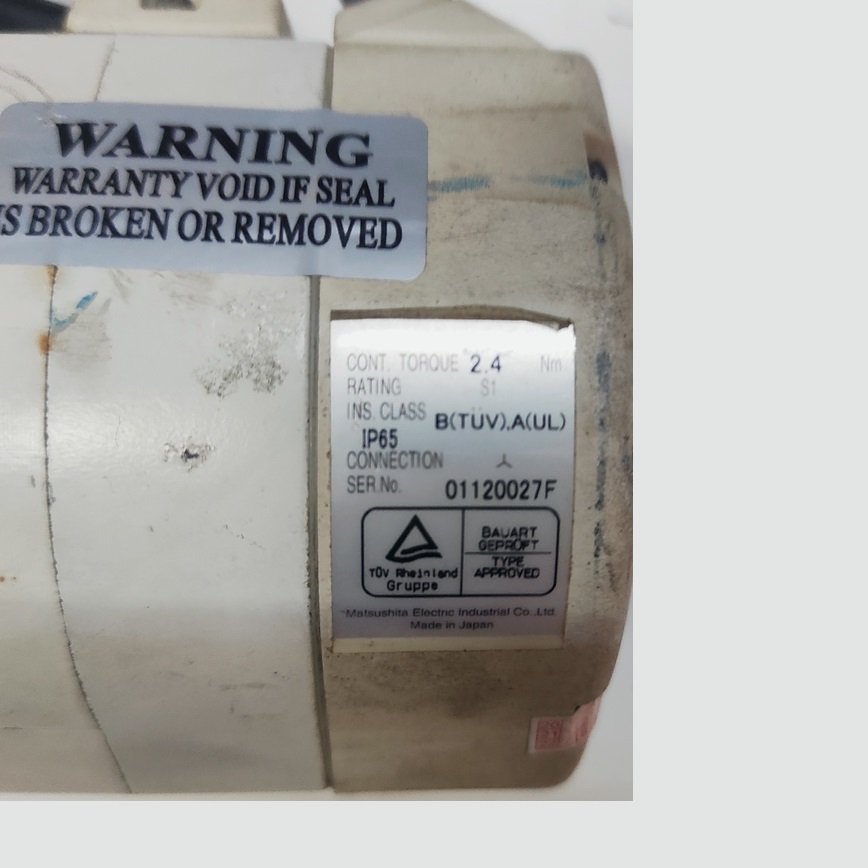 WARNING
WARRANTY VOID IF SEAL
IS BROKEN OR REMOVED
CONT. TORQUE 2.4 Nm
RATING S1
INS. CLASS B(TÜV),A(UL)
IP65
CONNECTION
SER.No. 01120027F
TÜV Rheinland
Gruppe
BAUART
GEPRÜFT
TYPE
APPROVED
Matsushita Electric Industrial Co.,Ltd.
Made in Japan